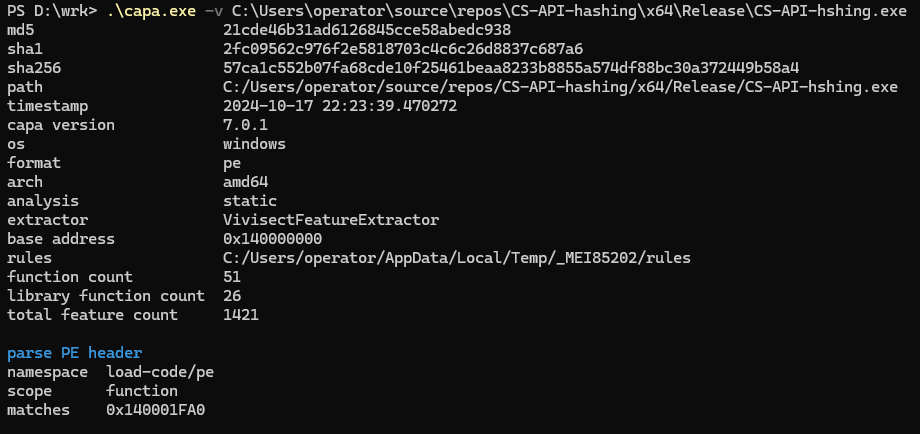 PS D:\wrk> .\capa.exe -v C:\Users\operator\source\repos\CS-API-hashing\x64\Release\CS-API-hshing.exe
md5 21cde46b31ad6126845cce58abedc938
sha1 2fc09562c976f2e5818703c4c6c26d8837c687a6
sha256 57ca1c552b07fa68cde10f25461beaa8233b8855a574df88bc30a372449b58a4
path C:/Users/operator/source/repos/CS-API-hashing/x64/Release/CS-API-hshing.exe
timestamp 2024-10-17 22:23:39.470272
capa version 7.0.1
os windows
format pe
arch amd64
analysis static
extractor VivisectFeatureExtractor
base address 0x140000000
rules C:/Users/operator/AppData/Local/Temp/_MEI85202/rules
function count 51
library function count 26
total feature count 1421
parse PE header
namespace load-code/pe
scope function
matches 0x140001FA0